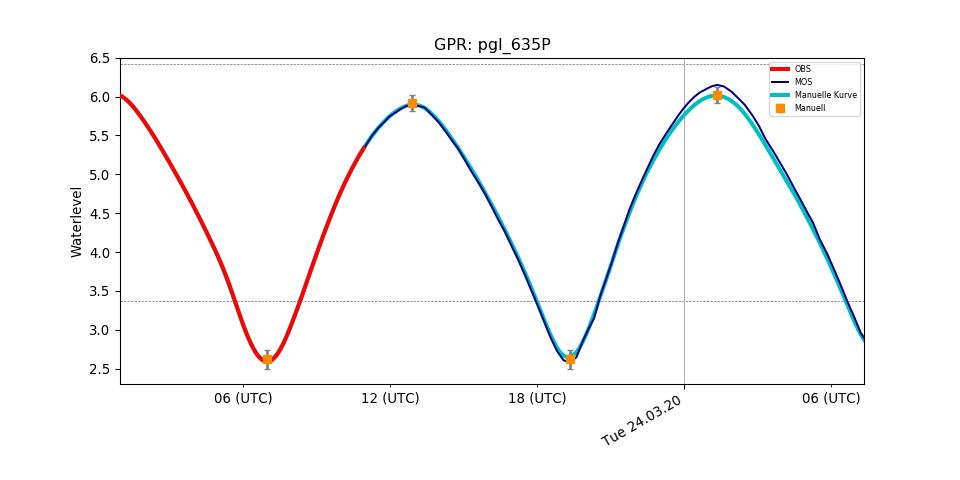 GPR: pgl_635P
6.5
6.0
5.5
5.0
4.5
4.0
3.5
3.0
2.5
Waterlevel
OBS
MOS
Manuelle Kurve
Manuell
06 (UTC)
12 (UTC)
18 (UTC)
Tue 24.03.20
06 (UTC)